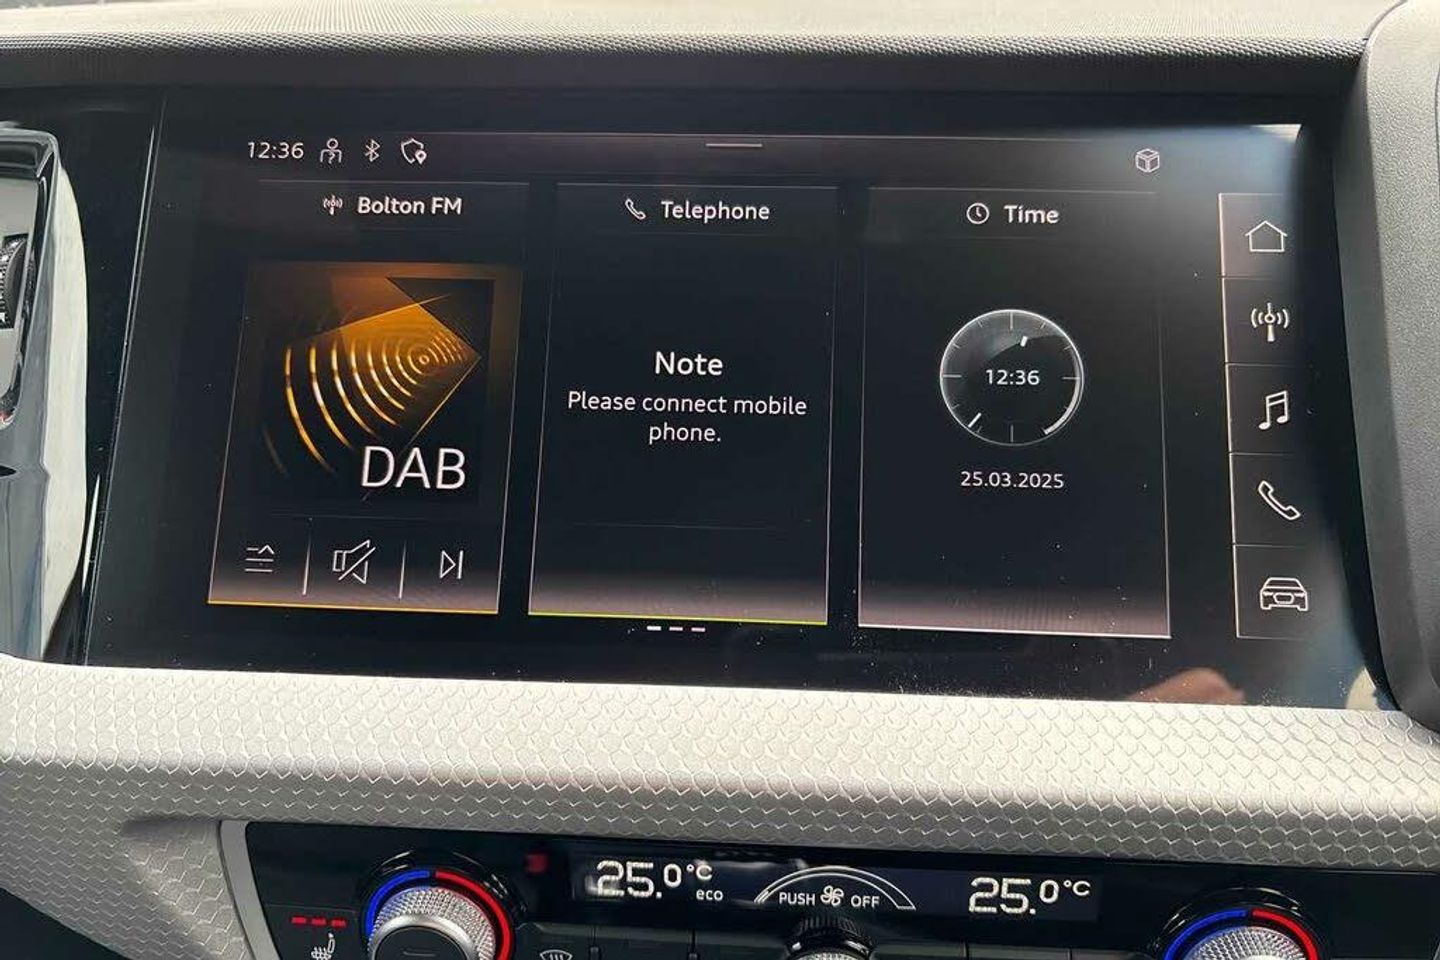 12:36
Bolton FM
Telephone
Time
DAB
Note
Please connect mobile
phone.
12:36
25.03.2025
25.0°C
eco
PUSH OFF
25.0°C